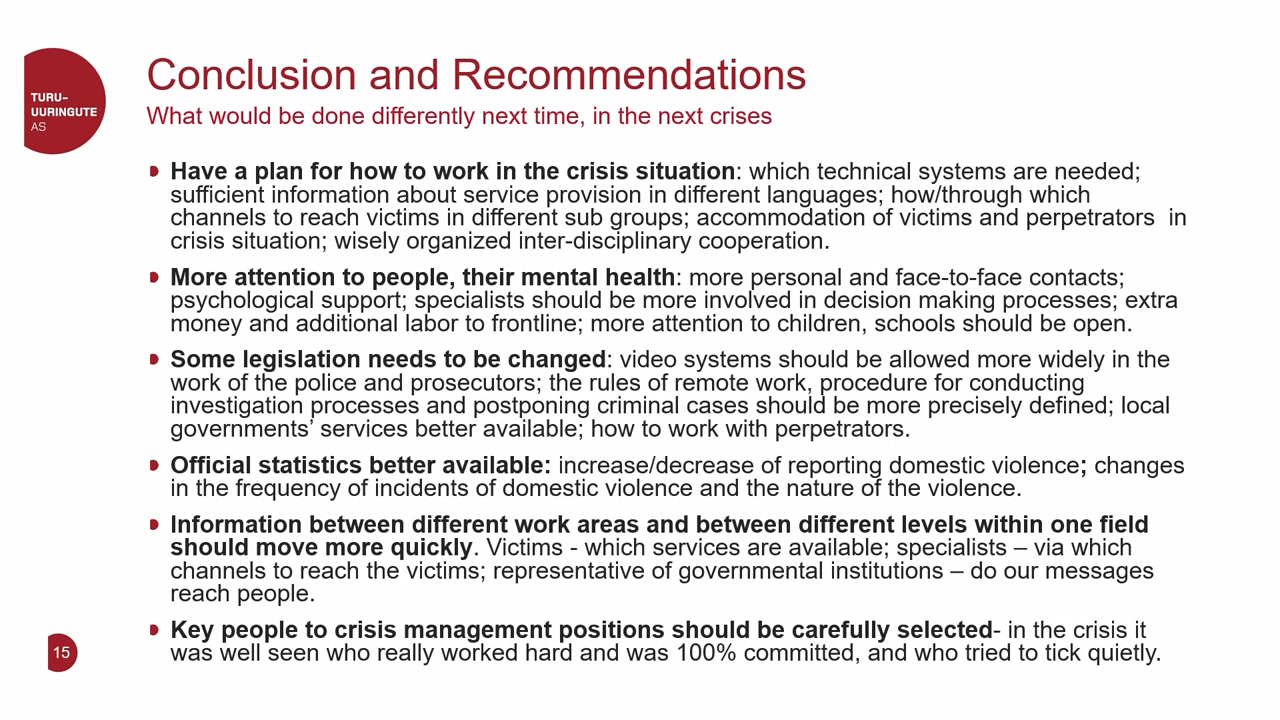 TURU-
UURINGUTE
AS
Conclusion and Recommendations
What would be done differently next time, in the next crises
Have a plan for how to work in the crisis situation: which technical systems are needed;
sufficient information about service provision in different languages; how/through which
channels to reach victims in different sub groups; accommodation of victims and perpetrators  in
crisis situation; wisely organized inter-disciplinary cooperation.
More attention to people, their mental health: more personal and face-to-face contacts;
psychological support; specialists should be more involved in decision making processes; extra
money and additional labor to frontline; more attention to children, schools should be open.
Some legislation needs to be changed: video systems should be allowed more widely in the
work of the police and prosecutors; the rules of remote work, procedure for conducting
investigation processes and postponing criminal cases should be more precisely defined; local
governments’ services better available; how to work with perpetrators.
Official statistics better available: increase/decrease of reporting domestic violence; changes
in the frequency of incidents of domestic violence and the nature of the violence.
Information between different work areas and between different levels within one field
should move more quickly. Victims - which services are available; specialists – via which
channels to reach the victims; representative of governmental institutions – do our messages
reach people.
Key people to crisis management positions should be carefully selected- in the crisis it
was well seen who really worked hard and was 100% committed, and who tried to tick quietly.
15